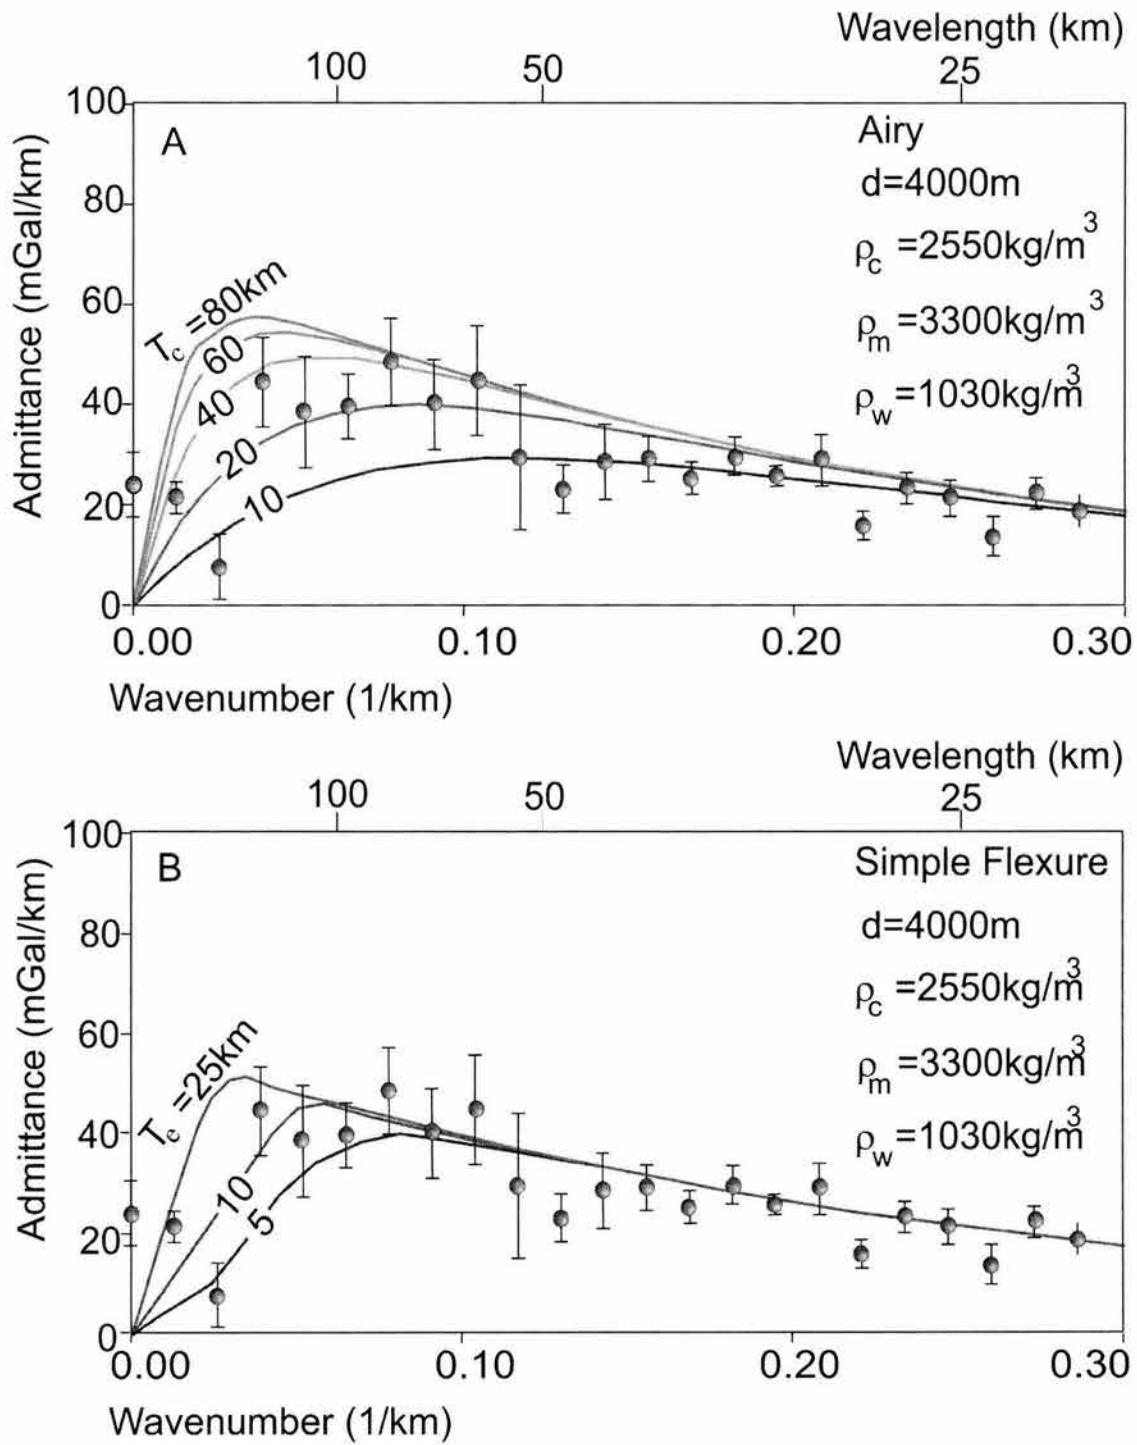 Wavelength (km)
100 50 25
100
A
Airy
d=4000m
ρc =2550kg/m3
ρm =3300kg/m3
ρw =1030kg/m3
Admittance (mGal/km)
80
60
40
20
0
Tc =80km
60
40
20
10
0.00 0.10 0.20 0.30
Wavenumber (1/km)
Wavelength (km)
100 50 25
100
B
Simple Flexure
d=4000m
ρc =2550kg/m3
ρm =3300kg/m3
ρw =1030kg/m3
Admittance (mGal/km)
80
60
40
20
0
Te =25km
10
5
0.00 0.10 0.20 0.30
Wavenumber (1/km)